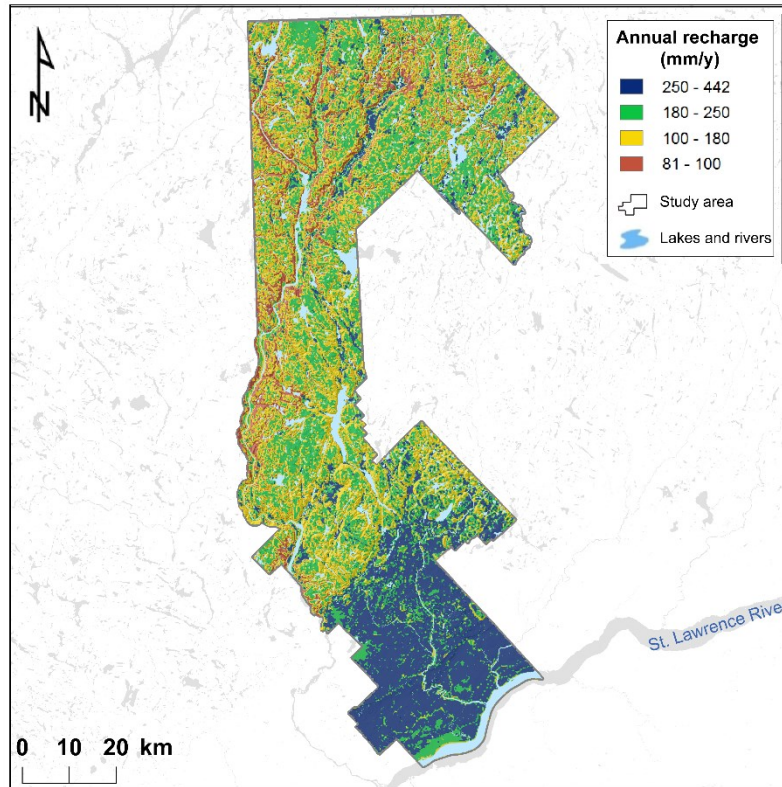 N
Annual recharge
(mm/y)
250 - 442
180 - 250
100 - 180
81 - 100
Study area
Lakes and rivers
St. Lawrence Rive
0 10 20 km